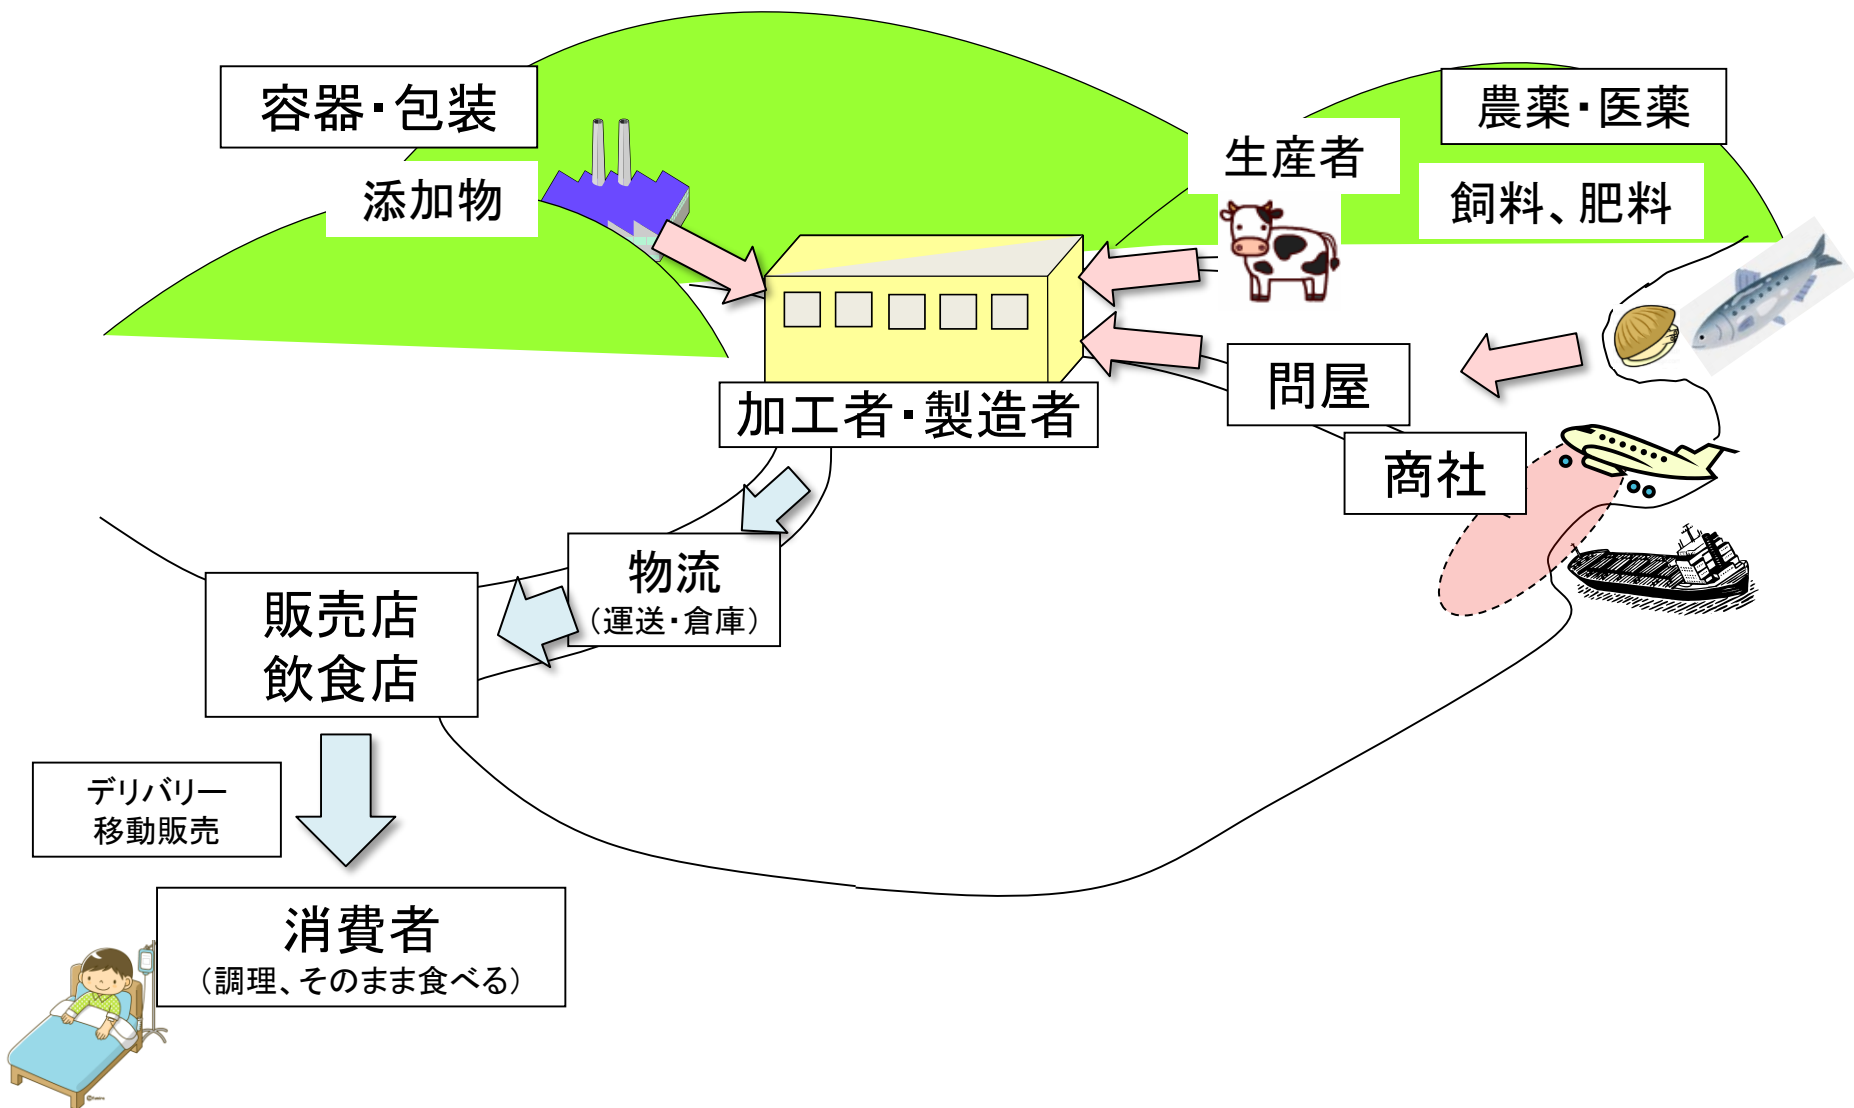 容器・包装
添加物
生産者
農薬・医薬
飼料、肥料
加工者・製造者
問屋
商社
物流
（運送・倉庫）
販売店
飲食店
デリバリー
移動販売
消費者
（調理、そのまま食べる）